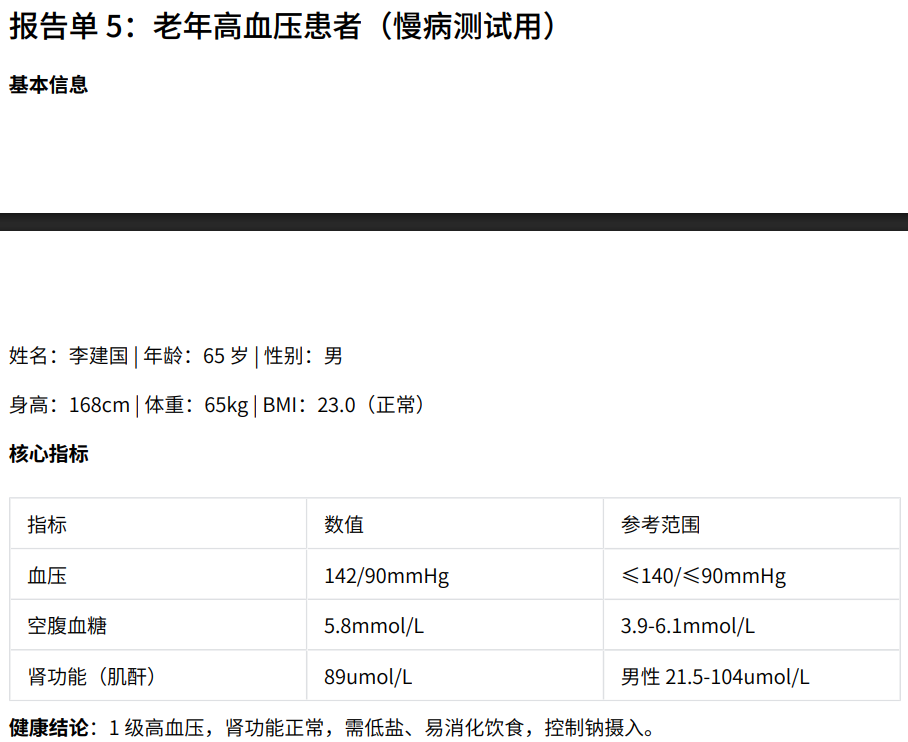 报告单 5：老年高血压患者（慢病测试用）
基本信息
姓名：李建国 | 年龄：65 岁 | 性别：男
身高：168cm | 体重：65kg | BMI：23.0（正常）
核心指标
指标 数值 参考范围
血压 142/90mmHg ≤140/≤90mmHg
空腹血糖 5.8mmol/L 3.9-6.1mmol/L
肾功能（肌酐） 89umol/L 男性 21.5-104umol/L
健康结论：1 级高血压，肾功能正常，需低盐、易消化饮食，控制钠摄入。